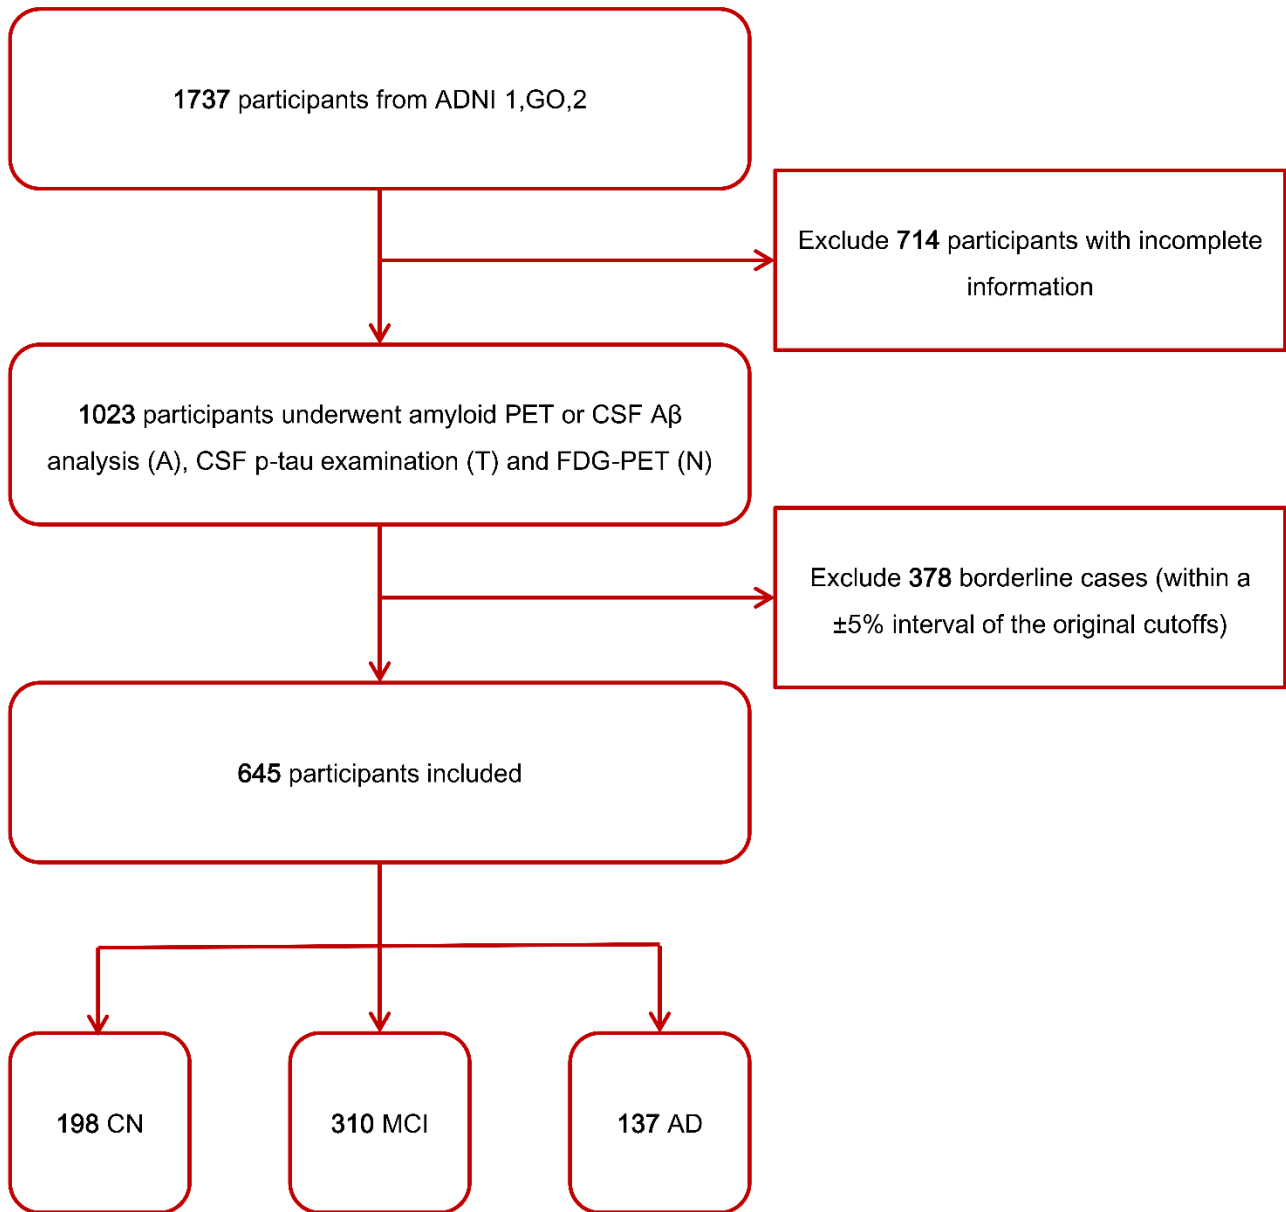 1737 participants from ADNI 1,GO,2
Exclude 714 participants with incomplete
information
1023 participants underwent amyloid PET or CSF Aβ
analysis (A), CSF p-tau examination (T) and FDG-PET (N)
Exclude 378 borderline cases (within a
±5% interval of the original cutoffs)
645 participants included
198 CN
310 MCI
137 AD